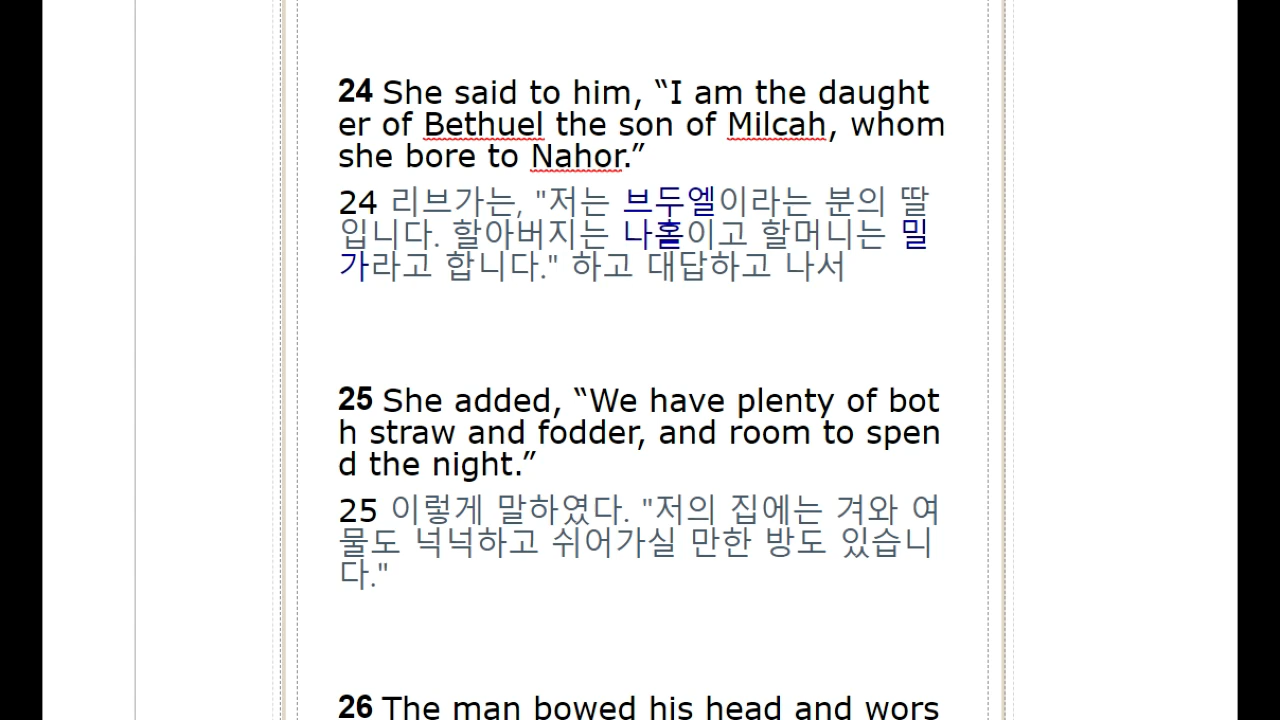 24 She said to him, “I am the daught
er of Bethuel the son of Milcah, whom
she bore to Nahor.”
24 리브가는, "저는 브두엘이라는 분의 딸
입니다. 할아버지는 나홀이고 할머니는 밀
가라고 합니다." 하고 대답하고 나서
25 She added, “We have plenty of bot
h straw and fodder, and room to spen
d the night.”
25 이렇게 말하였다. "저의 집에는 겨와 여
물도 넉넉하고 쉬어가실 만한 방도 있습니
다."
26 The man bowed his head and wors